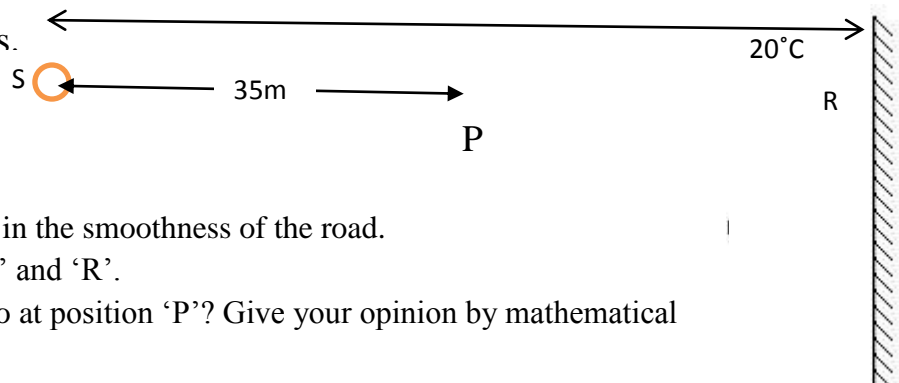 s.
20°C
S
35m
R
P
in the smoothness of the road.
’ and ‘R’.
o at position ‘P’? Give your opinion by mathematical